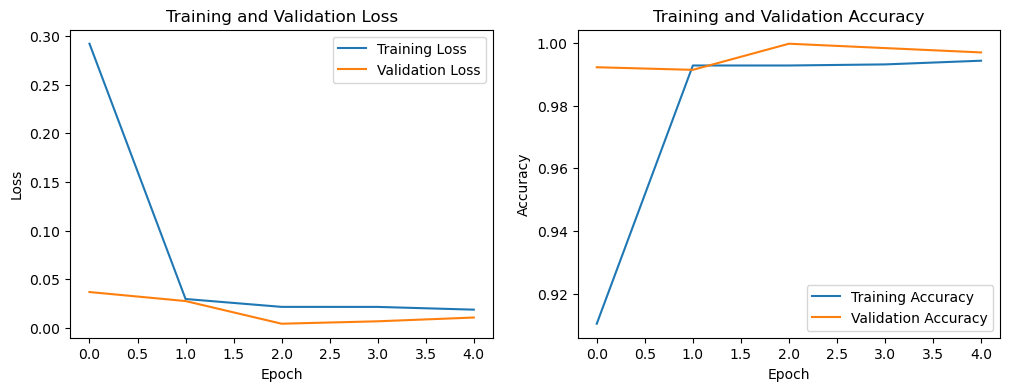 Training and Validation Loss
Loss
0.30
0.25
0.20
0.15
0.10
0.05
0.00
Training Loss
Validation Loss
0.0 0.5 1.0 1.5 2.0 2.5 3.0 3.5 4.0
Epoch
Training and Validation Accuracy
Accuracy
1.00
0.98
0.96
0.94
0.92
Training Accuracy
Validation Accuracy
0.0 0.5 1.0 1.5 2.0 2.5 3.0 3.5 4.0
Epoch